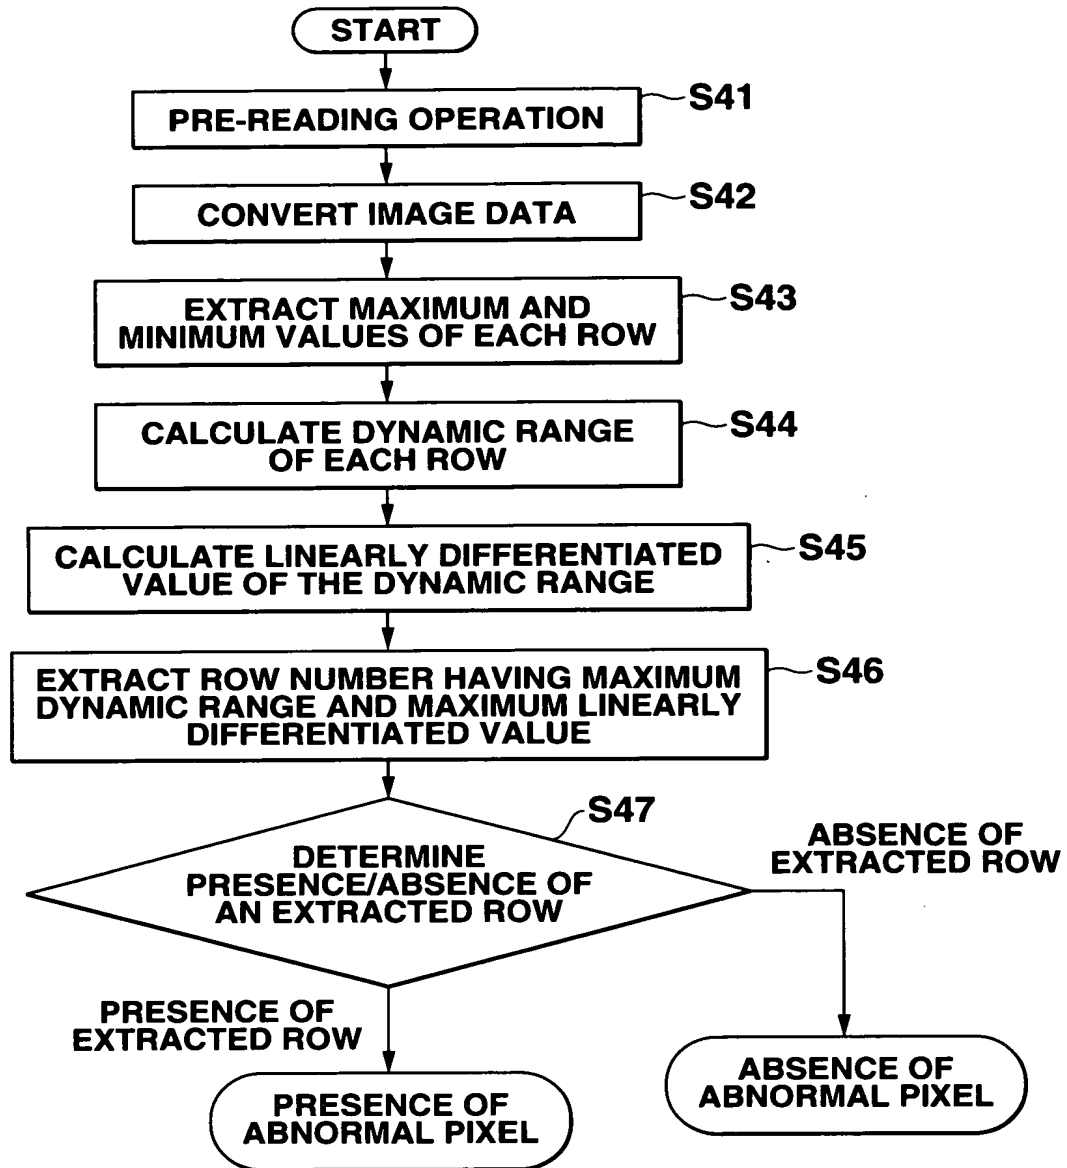 START
S41
PRE-READING OPERATION
S42
CONVERT IMAGE DATA
S43
EXTRACT MAXIMUM AND
MINIMUM VALUES OF EACH ROW
S44
CALCULATE DYNAMIC RANGE
OF EACH ROW
S45
CALCULATE LINEARLY DIFFERENTIATED
VALUE OF THE DYNAMIC RANGE
S46
EXTRACT ROW NUMBER HAVING MAXIMUM
DYNAMIC RANGE AND MAXIMUM LINEARLY
DIFFERENTIATED VALUE
S47
DETERMINE
PRESENCE/ABSENCE OF
AN EXTRACTED ROW
ABSENCE OF
EXTRACTED ROW
PRESENCE OF
EXTRACTED ROW
ABSENCE OF
ABNORMAL PIXEL
PRESENCE OF
ABNORMAL PIXEL